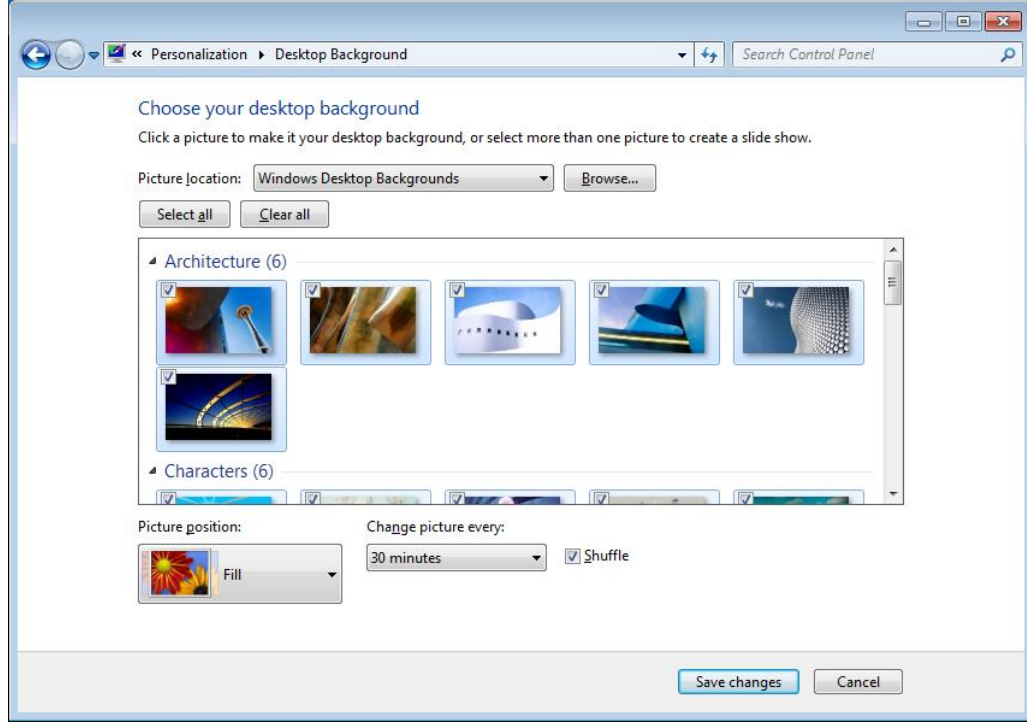 « Personalization ▸ Desktop Background Search Control Panel
Choose your desktop background
Click a picture to make it your desktop background, or select more than one picture to create a slide show.
Picture location: Windows Desktop Backgrounds Browse...
Select all Clear all
Architecture (6)
Characters (6)
Picture position: Change picture every:
Fill 30 minutes Shuffle
Save changes Cancel